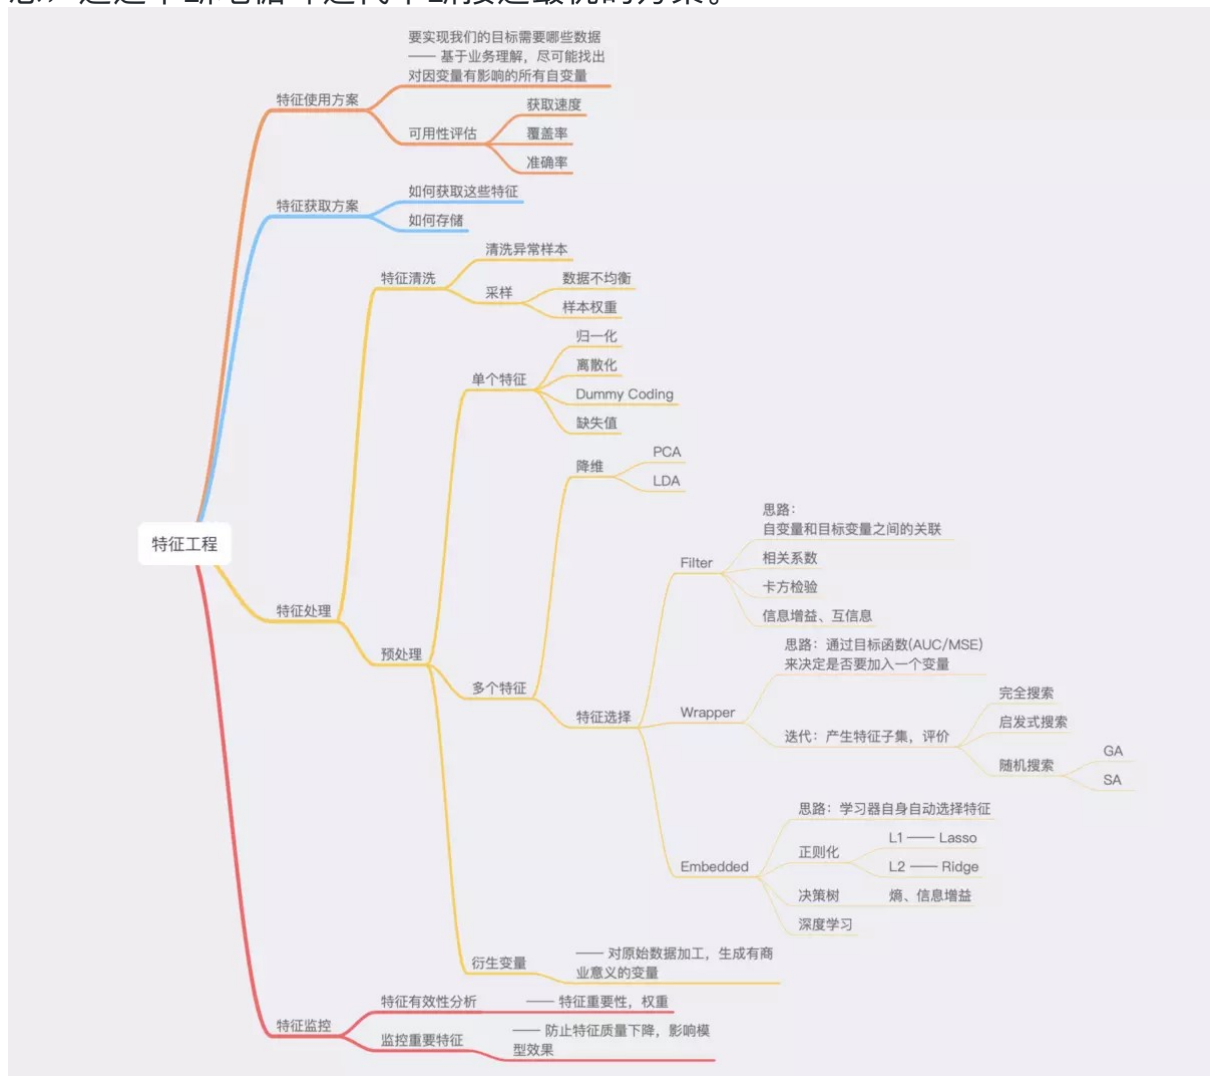 要实现我们的目标需要哪些数据
—— 基于业务理解，尽可能找出
对因变量有影响的所有自变量
特征使用方案
获取速度
可用性评估
覆盖率
准确率
如何获取这些特征
特征获取方案
如何存储
清洗异常样本
特征清洗
数据不均衡
采样
样本权重
归一化
离散化
单个特征
Dummy Coding
缺失值
PCA
降维
LDA
思路：
自变量和目标变量之间的关联
特征工程
Filter
相关系数
卡方检验
信息增益、互信息
特征处理
思路：通过目标函数(AUC/MSE)
来决定是否要加入一个变量
预处理
多个特征
完全搜索
特征选择
Wrapper
启发式搜索
迭代：产生特征子集，评价
GA
随机搜索
SA
思路：学习器自身自动选择特征
L1 —— Lasso
正则化
Embedded
L2 —— Ridge
决策树
熵、信息增益
深度学习
衍生变量
—— 对原始数据加工，生成有商
业意义的变量
特征有效性分析
—— 特征重要性，权重
特征监控
监控重要特征
—— 防止特征质量下降，影响模
型效果